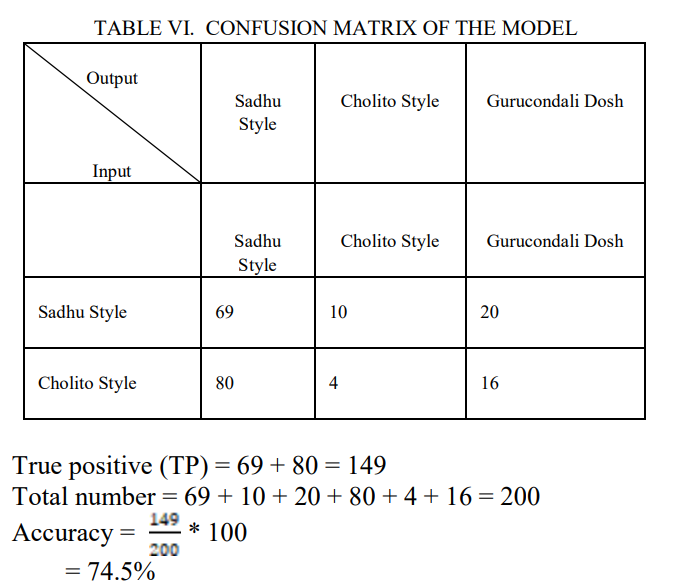 TABLE VI. CONFUSION MATRIX OF THE MODEL
Output
Input
Sadhu
Style
Cholito Style
Gurucondali Dosh
Sadhu
Style
Cholito Style
Gurucondali Dosh
Sadhu Style 69 10 20
Cholito Style 80 4 16
True positive (TP) = 69 + 80 = 149
Total number = 69 + 10 + 20 + 80 + 4 + 16 = 200
Accuracy = 149/200 * 100
= 74.5%